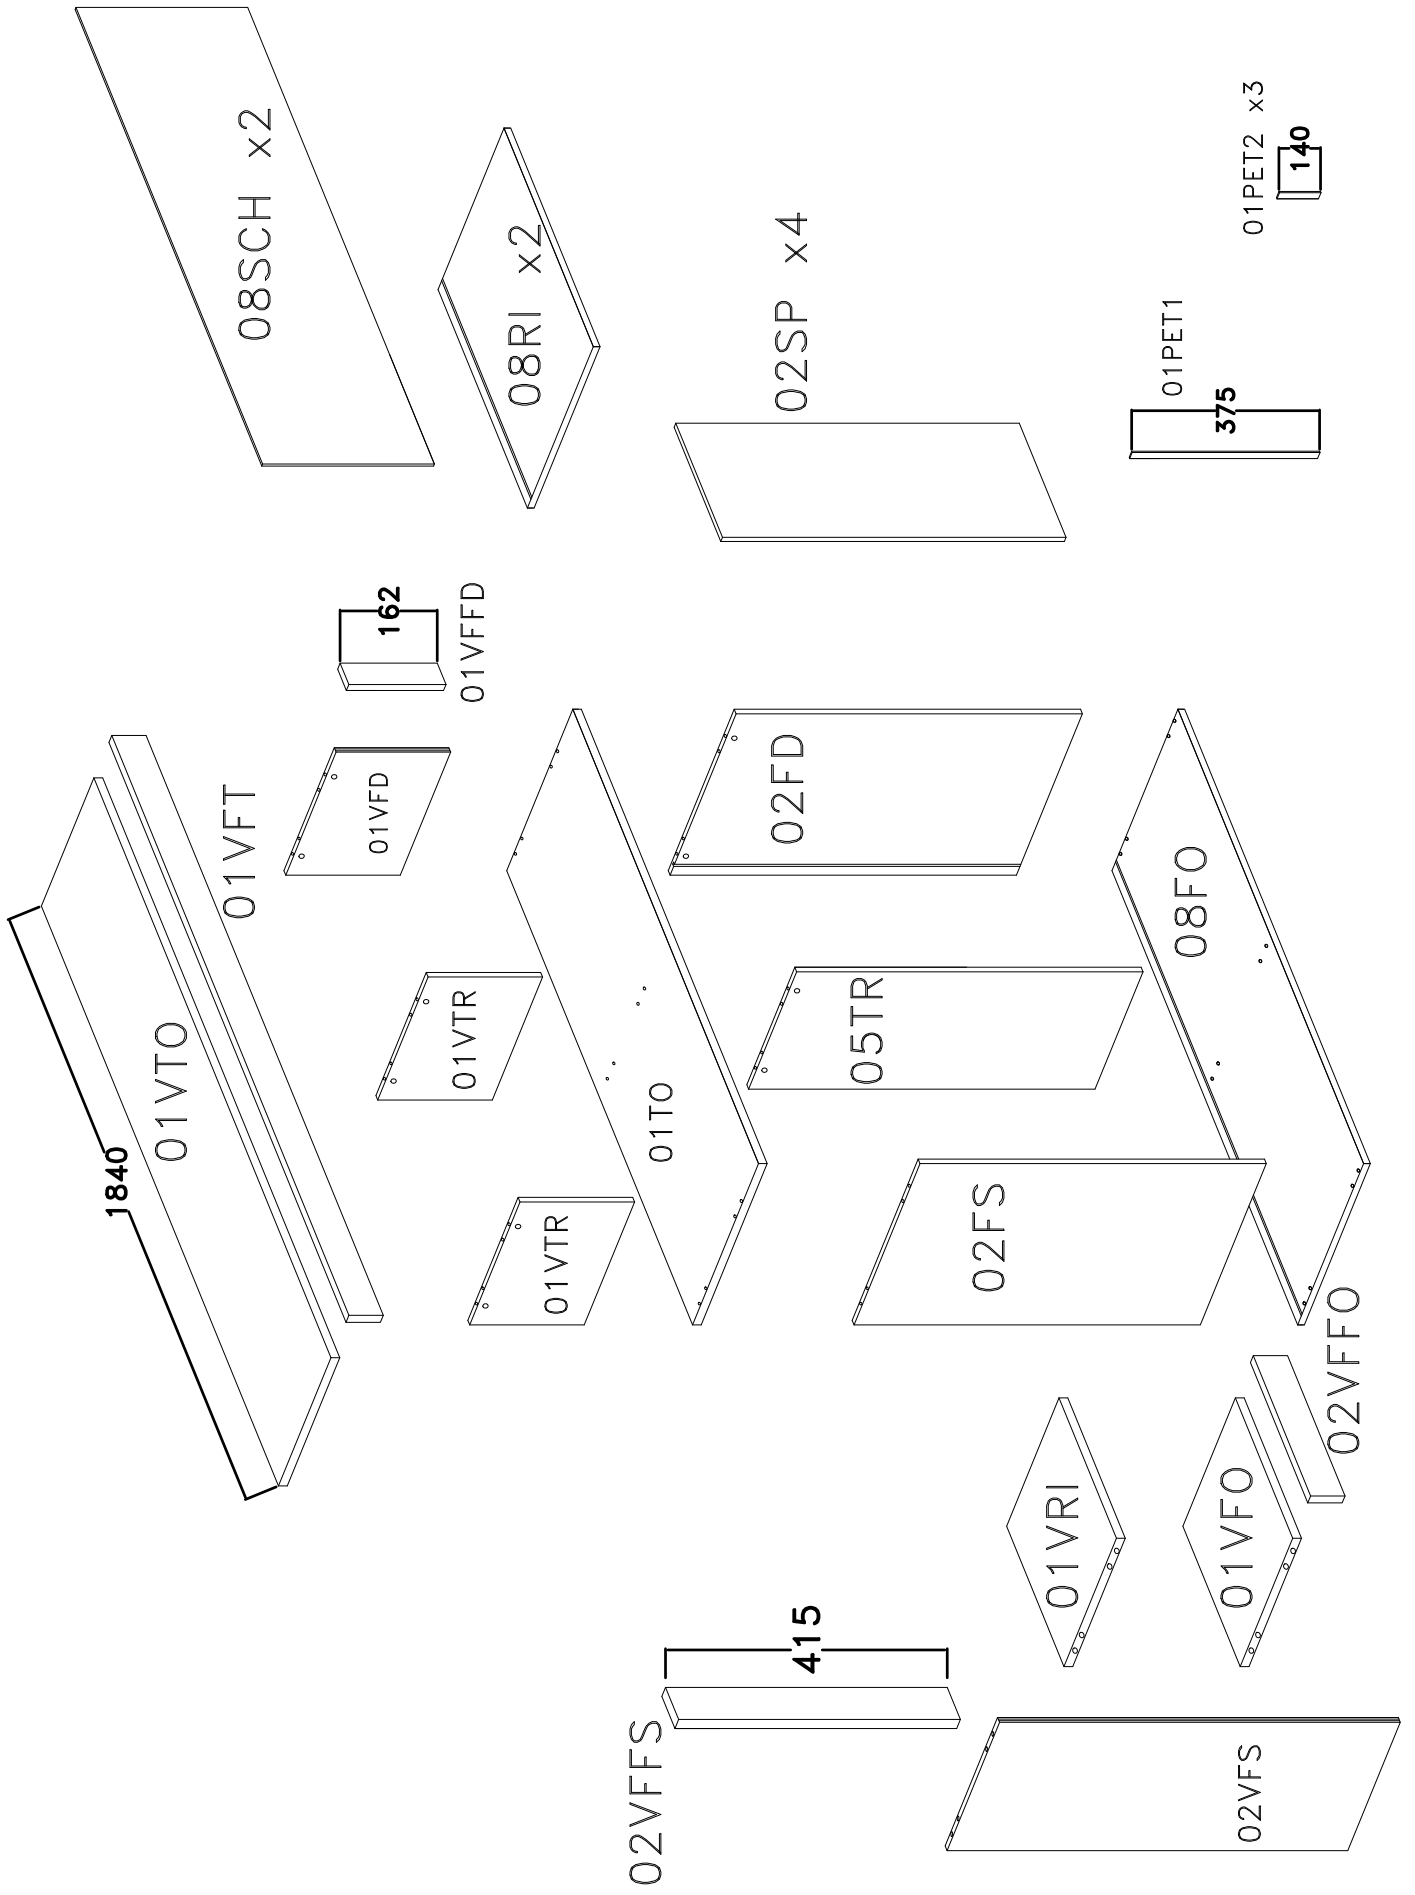 1840
01VTO
01VFT
01VFD
162
01VFFD
01VTR
01VTR
01TO
08SCH x2
08RI x2
02SP x4
01PET1
375
01PET2 x3
140
02FD
05TR
02FS
08FO
02VFFO
01VRI
01VFO
415
02VFFS
02VFS